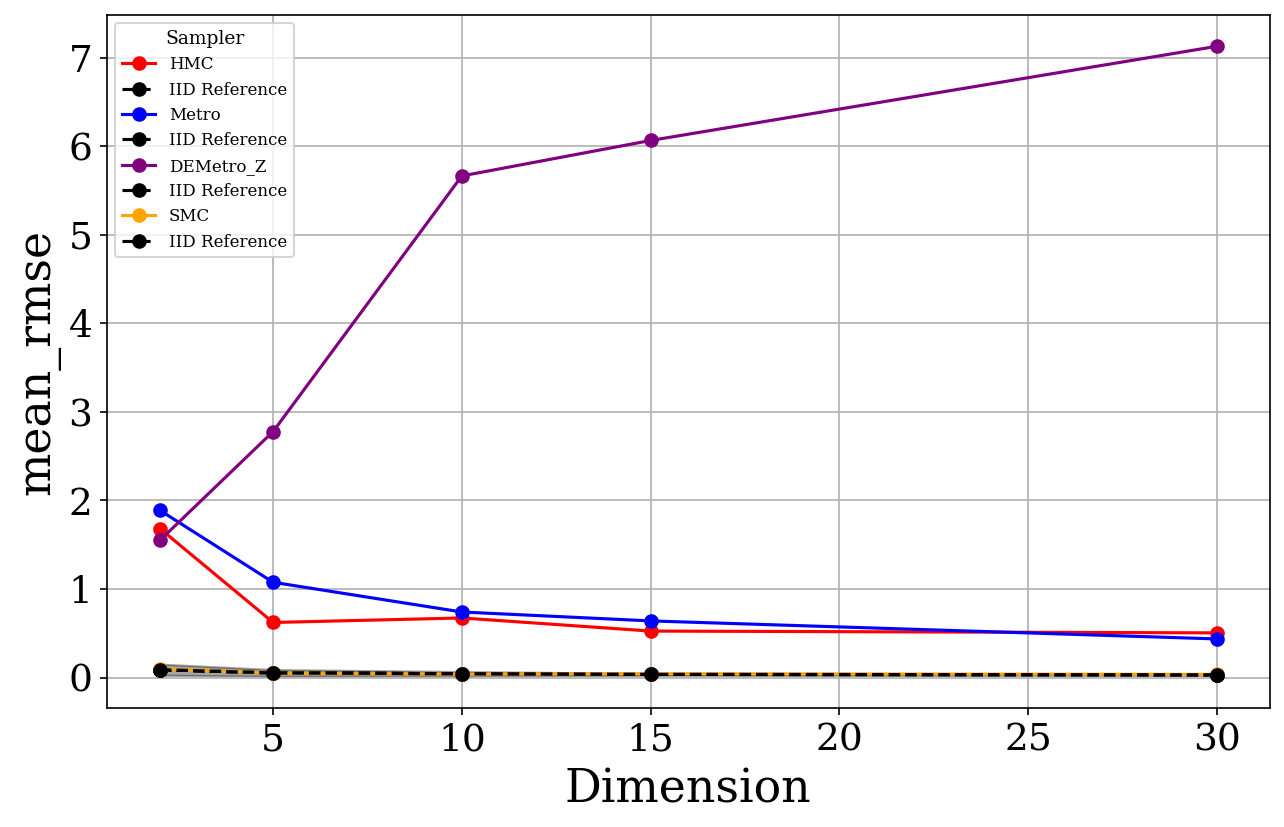 Sampler
HMC
IID Reference
Metro
IID Reference
DEMetro_Z
IID Reference
SMC
IID Reference
mean_rmse
7
6
5
4
3
2
1
0
5 10 15 20 25 30
Dimension